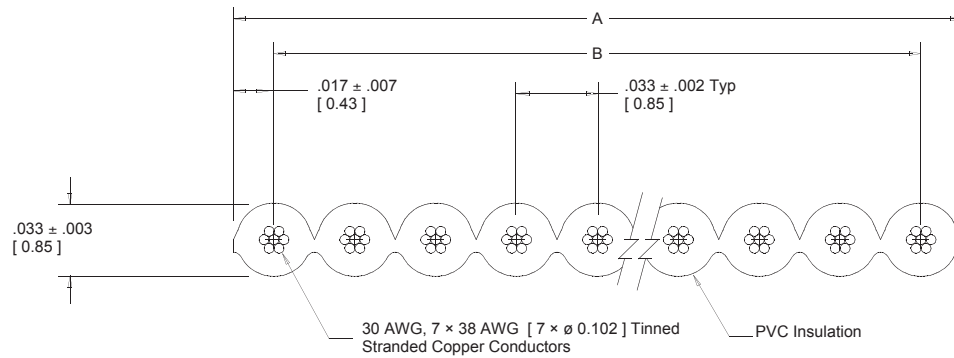 A
B
.017 ± .007
[ 0.43 ]
.033 ± .002 Typ
[ 0.85 ]
.033 ± .003
[ 0.85 ]
30 AWG, 7 × 38 AWG [ 7 × ø 0.102 ] Tinned
Stranded Copper Conductors
PVC Insulation